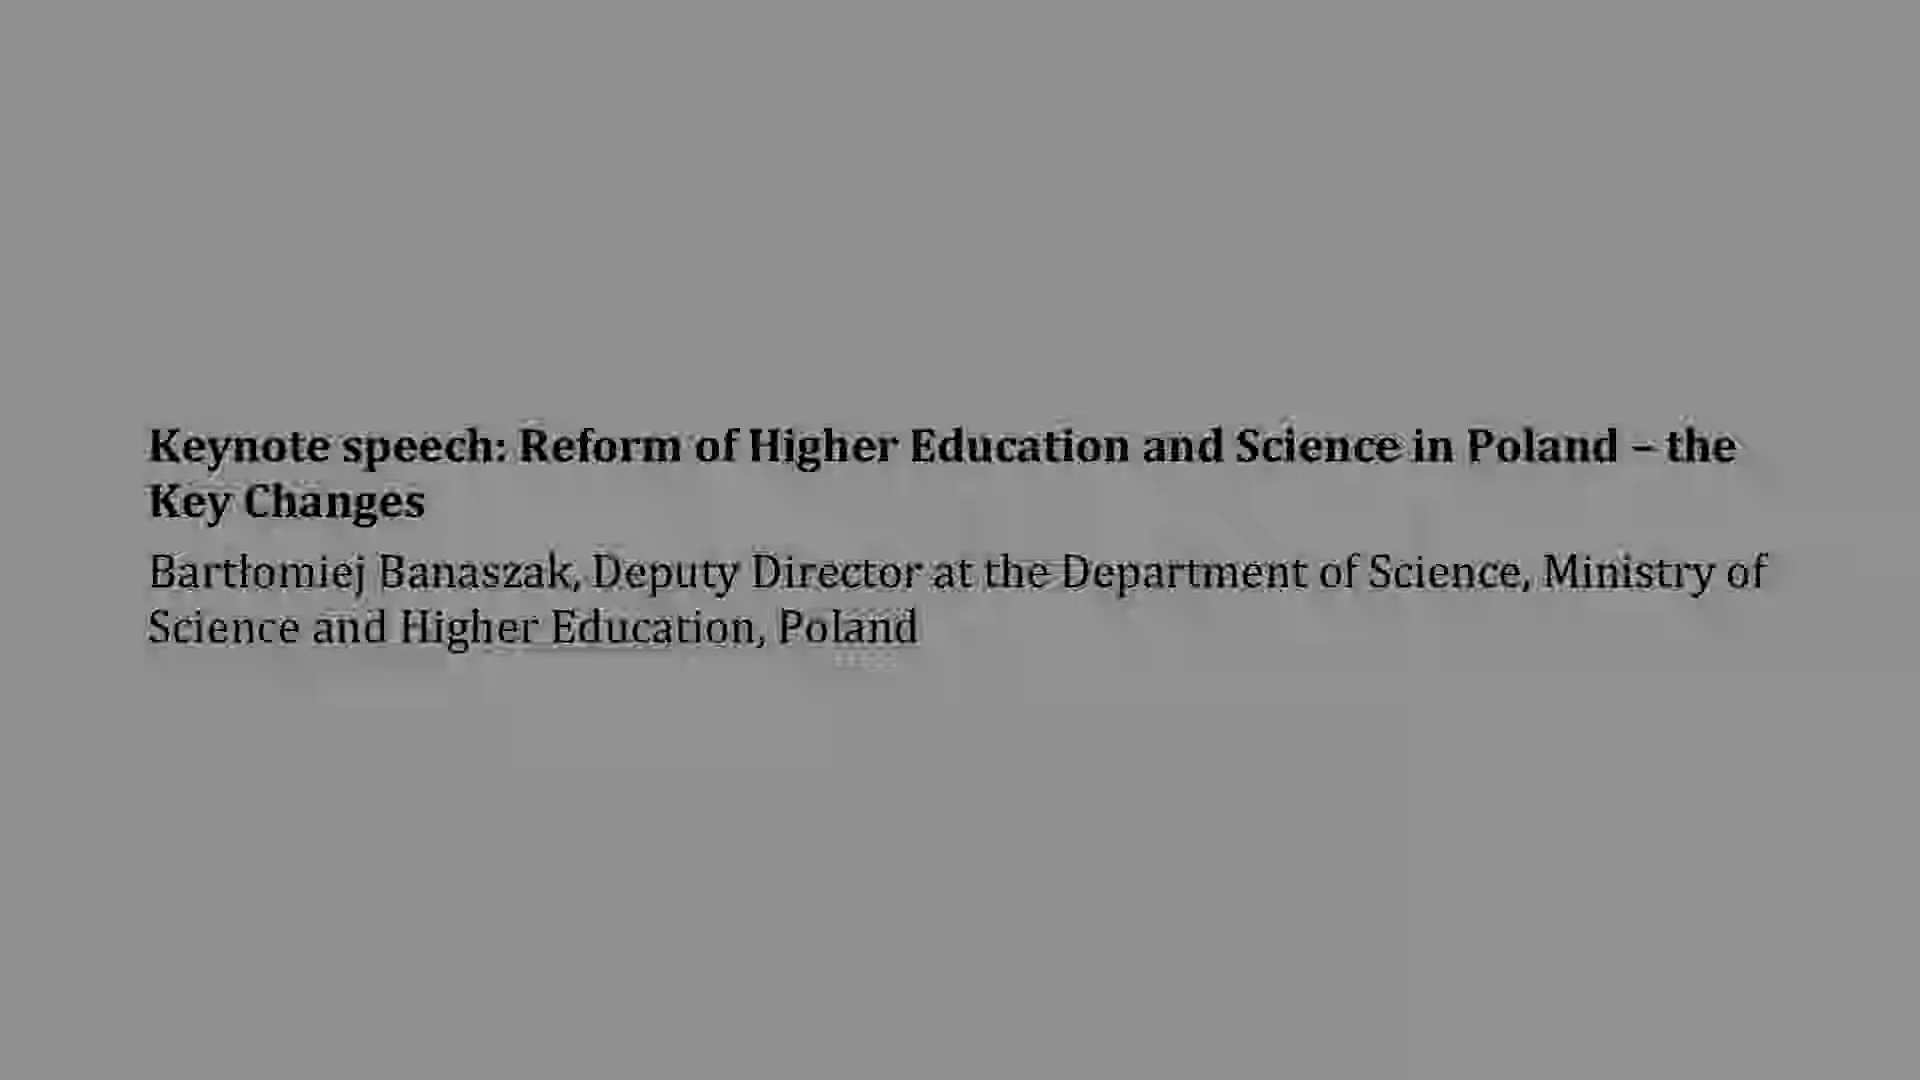 Keynote speech: Reform of Higher Education and Science in Poland – the
Key Changes
Bartłomiej Banaszak, Deputy Director at the Department of Science, Ministry of
Science and Higher Education, Poland